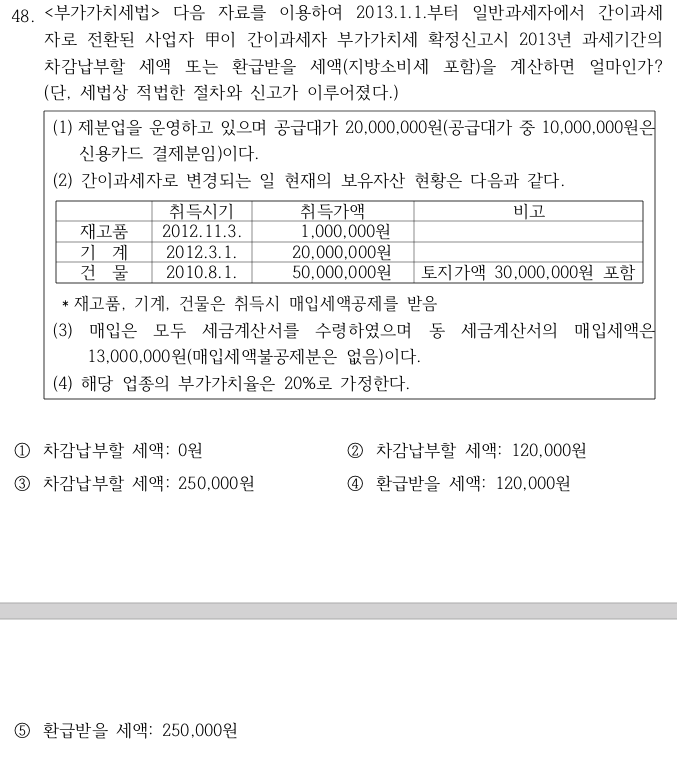 48. <부가가치세법> 다음 자료를 이용하여 2013.1.1.부터 일반과세자에서 간이과세
자로 전환된 사업자 甲이 간이과세자 부가가치세 확정신고시 2013년 과세기간의
차감납부할 세액 또는 환급받을 세액(지방소비세 포함)을 계산하면 얼마인가?
(단, 세법상 적법한 절차와 신고가 이루어졌다.)
(1) 제분업을 운영하고 있으며 공급대가 20,000,000원(공급대가 중 10,000,000원은
신용카드 결제분임)이다.
(2) 간이과세자로 변경되는 일 현재의 보유자산 현황은 다음과 같다.
취득시기 취득가액 비고
재고품 2012.11.3. 1,000,000원
기 계 2012.3.1. 20,000,000원
건 물 2010.8.1. 50,000,000원 토지가액 30,000,000원 포함
* 재고품, 기계, 건물은 취득시 매입세액공제를 받음
(3) 매입은 모두 세금계산서를 수령하였으며 동 세금계산서의 매입세액은
13,000,000원(매입세액불공제분은 없음)이다.
(4) 해당 업종의 부가가치율은 20%로 가정한다.
① 차감납부할 세액: 0원 ② 차감납부할 세액: 120,000원
③ 차감납부할 세액: 250,000원 ④ 환급받을 세액: 120,000원
⑤ 환급받을 세액: 250,000원